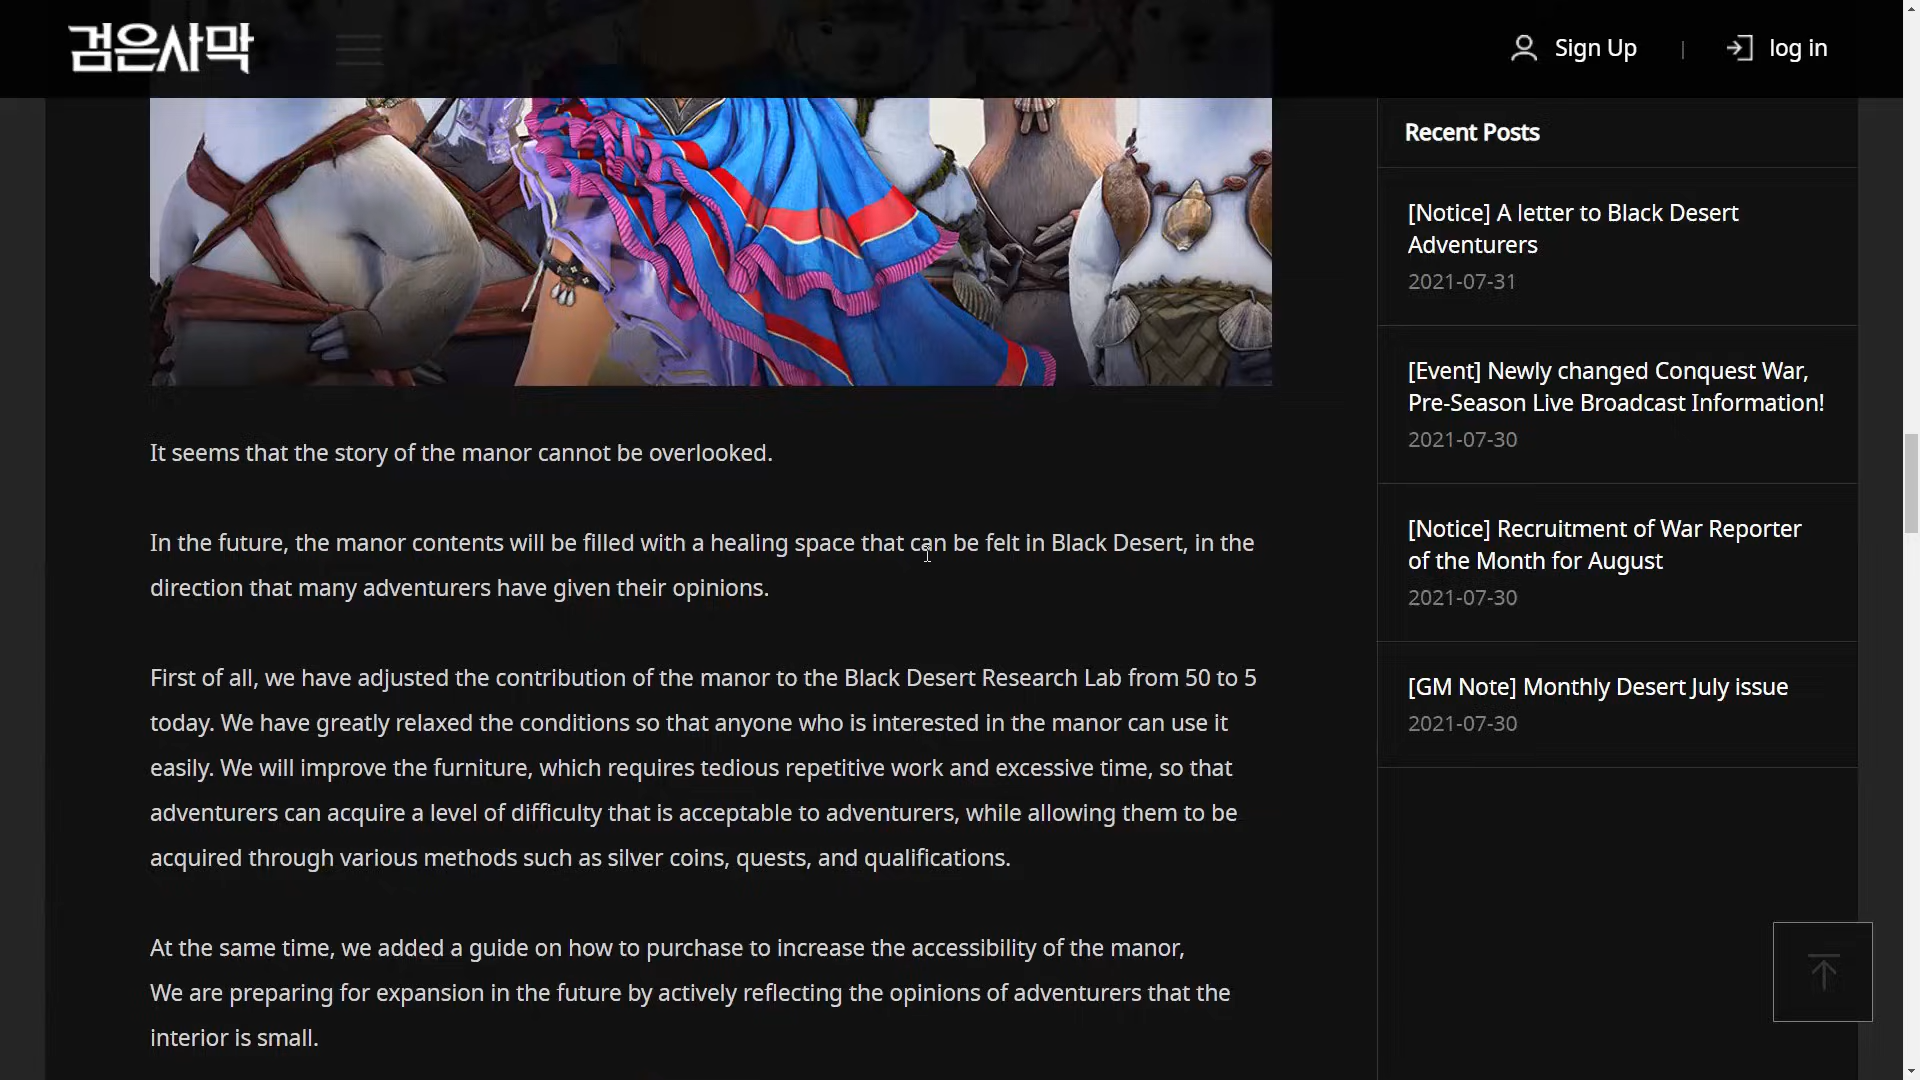 검은사막
Sign Up
log in
It seems that the story of the manor cannot be overlooked.
In the future, the manor contents will be filled with a healing space that can be felt in Black Desert, in the
direction that many adventurers have given their opinions.
First of all, we have adjusted the contribution of the manor to the Black Desert Research Lab from 50 to 5
today. We have greatly relaxed the conditions so that anyone who is interested in the manor can use it
easily. We will improve the furniture, which requires tedious repetitive work and excessive time, so that
adventurers can acquire a level of difficulty that is acceptable to adventurers, while allowing them to be
acquired through various methods such as silver coins, quests, and qualifications.
At the same time, we added a guide on how to purchase to increase the accessibility of the manor,
We are preparing for expansion in the future by actively reflecting the opinions of adventurers that the
interior is small.
Recent Posts
[Notice] A letter to Black Desert
Adventurers
2021-07-31
[Event] Newly changed Conquest War,
Pre-Season Live Broadcast Information!
2021-07-30
[Notice] Recruitment of War Reporter
of the Month for August
2021-07-30
[GM Note] Monthly Desert July issue
2021-07-30